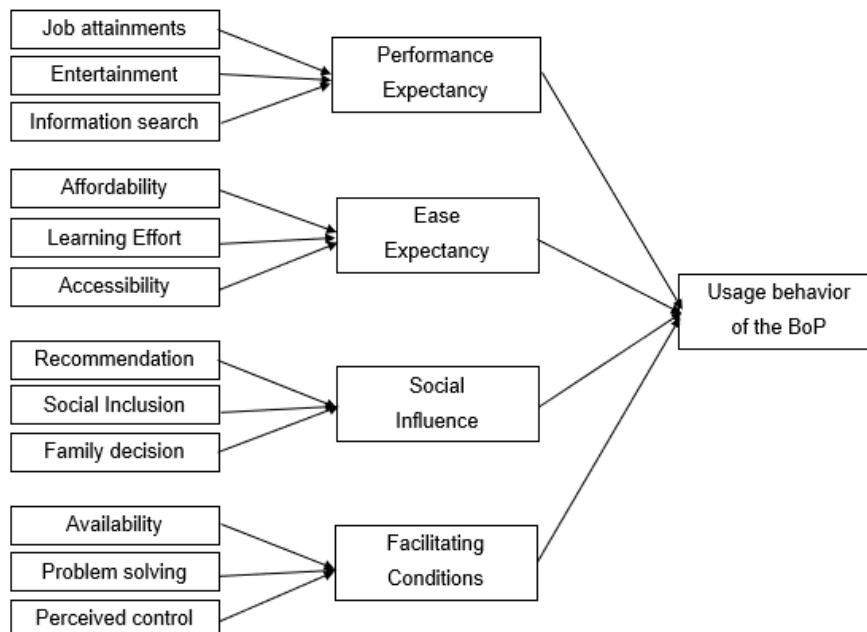 Job attainments
Entertainment
Information search
Performance
Expectancy
Affordability
Learning Effort
Accessibility
Ease
Expectancy
Recommendation
Social Inclusion
Family decision
Social
Influence
Availability
Problem solving
Perceived control
Facilitating
Conditions
Usage behavior
of the BoP